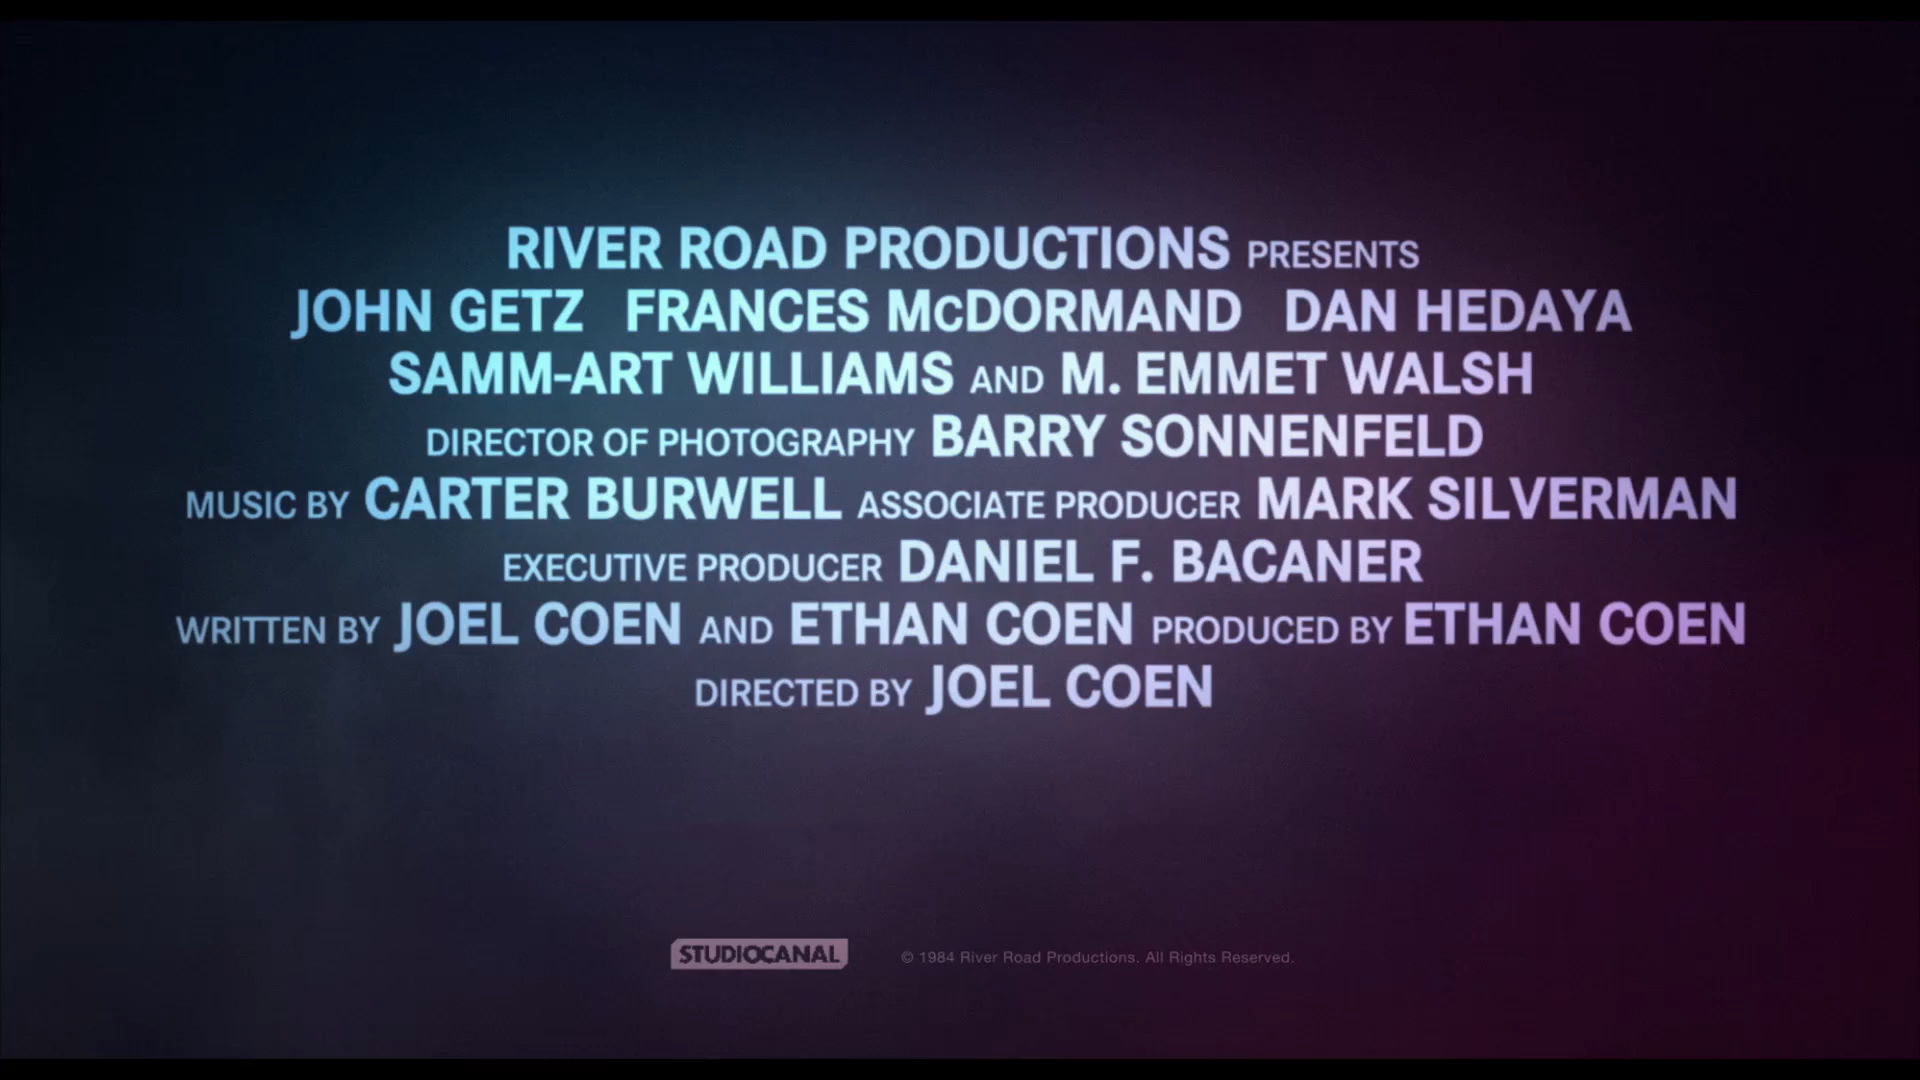 RIVER ROAD PRODUCTIONS PRESENTS
JOHN GETZ FRANCES McDORMAND DAN HEDAYA
SAMM-ART WILLIAMS AND M. EMMET WALSH
DIRECTOR OF PHOTOGRAPHY BARRY SONNENFELD
MUSIC BY CARTER BURWELL ASSOCIATE PRODUCER MARK SILVERMAN
EXECUTIVE PRODUCER DANIEL F. BACANER
WRITTEN BY JOEL COEN AND ETHAN COEN PRODUCED BY ETHAN COEN
DIRECTED BY JOEL COEN
STUDIOCANAL © 1984 River Road Productions. All Rights Reserved.